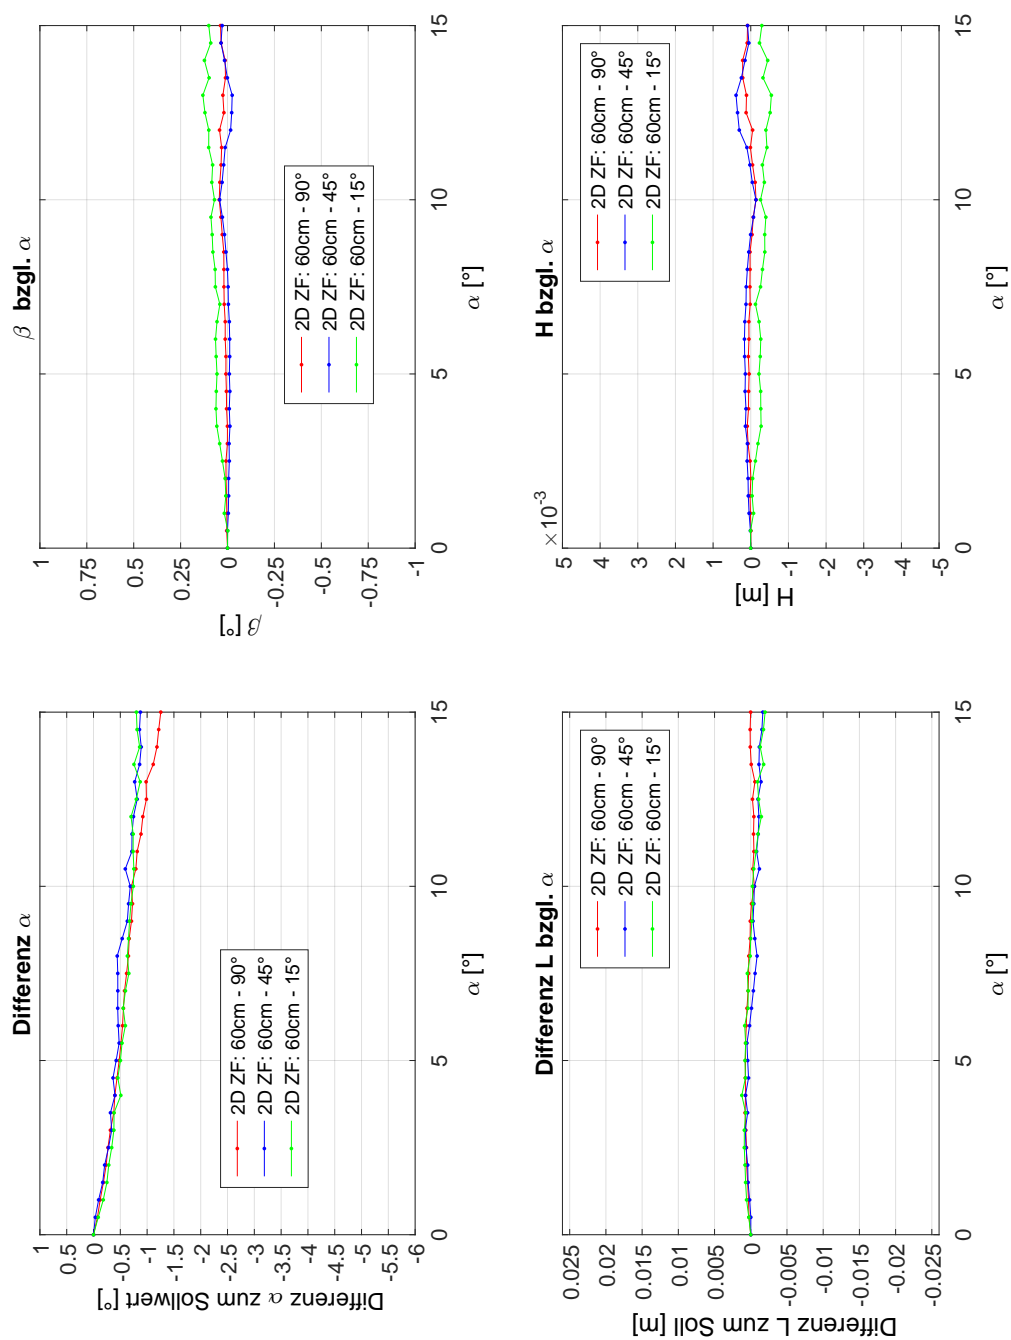 Differenz α
Differenz α zum Sollwert [°]
1
0.5
0
-0.5
-1
-1.5
-2
-2.5
-3
-3.5
-4
-4.5
-5
-5.5
-6
2D ZF: 60cm - 90°
2D ZF: 60cm - 45°
2D ZF: 60cm - 15°
0 5 10 15
α [°]
β bzgl. α
β [°]
1
0.75
0.5
0.25
0
-0.25
-0.5
-0.75
-1
2D ZF: 60cm - 90°
2D ZF: 60cm - 45°
2D ZF: 60cm - 15°
0 5 10 15
α [°]
Differenz L bzgl. α
Differenz L zum Soll [m]
0.025
0.02
0.015
0.01
0.005
0
-0.005
-0.01
-0.015
-0.02
-0.025
2D ZF: 60cm - 90°
2D ZF: 60cm - 45°
2D ZF: 60cm - 15°
0 5 10 15
α [°]
H bzgl. α
×10⁻³
H [m]
5
4
3
2
1
0
-1
-2
-3
-4
-5
2D ZF: 60cm - 90°
2D ZF: 60cm - 45°
2D ZF: 60cm - 15°
0 5 10 15
α [°]